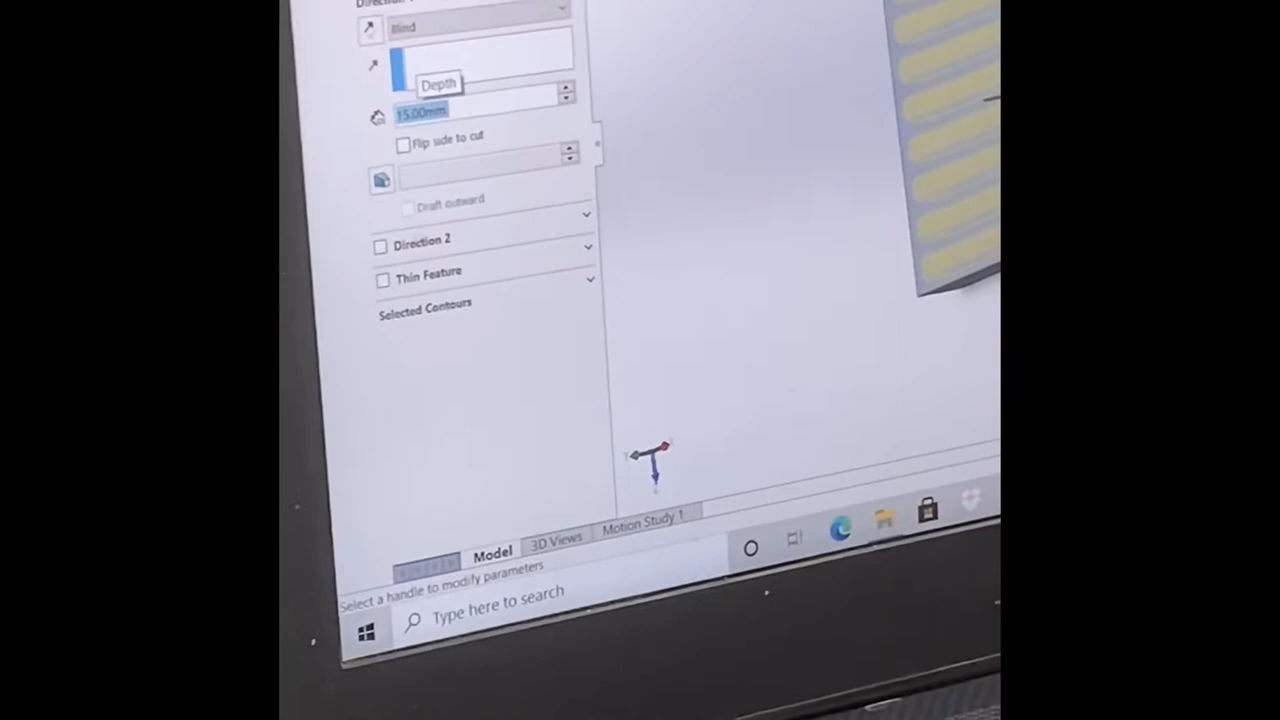 Direction
Blind
Depth
15.00mm
Flip side to cut
Draft outward
Direction 2
Thin Feature
Selected Contours
Model
3D Views
Motion Study 1
Select a handle to modify parameters
Type here to search